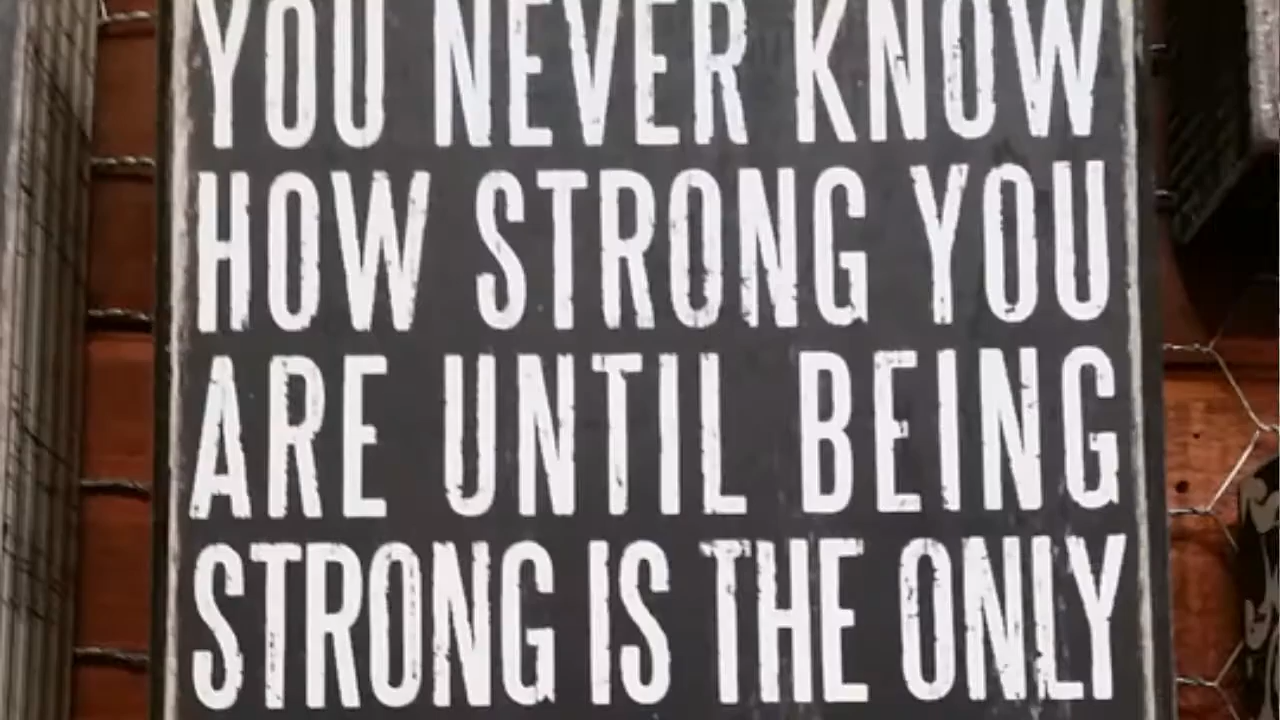 YOU NEVER KNOW
HOW STRONG YOU
ARE UNTIL BEING
STRONG IS THE ONLY